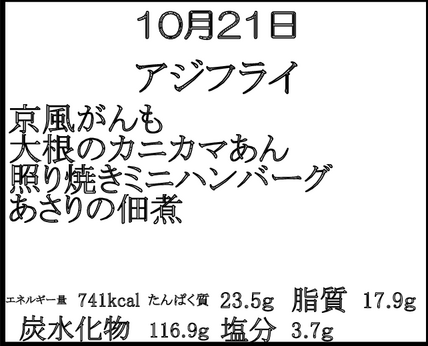 10月21日
アジフライ
京風がんも
大根のカニカマあん
照り焼きミニハンバーグ
あさりの佃煮
エネルギー量 741kcal たんぱく質 23.5g 脂質 17.9g
炭水化物 116.9g 塩分 3.7g